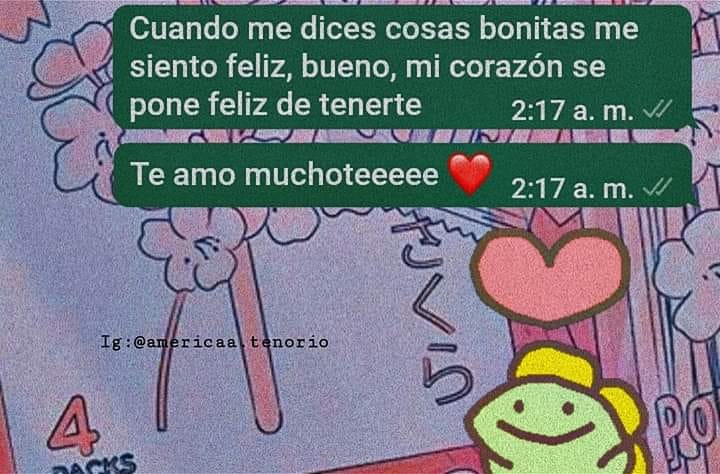 Cuando me dices cosas bonitas me
siento feliz, bueno, mi corazón se
pone feliz de tenerte
2:17 a. m.
Te amo muchoteeeee ❤️
2:17 a. m.
さくら
Ig:@americaa.tenorio
4
PACKS